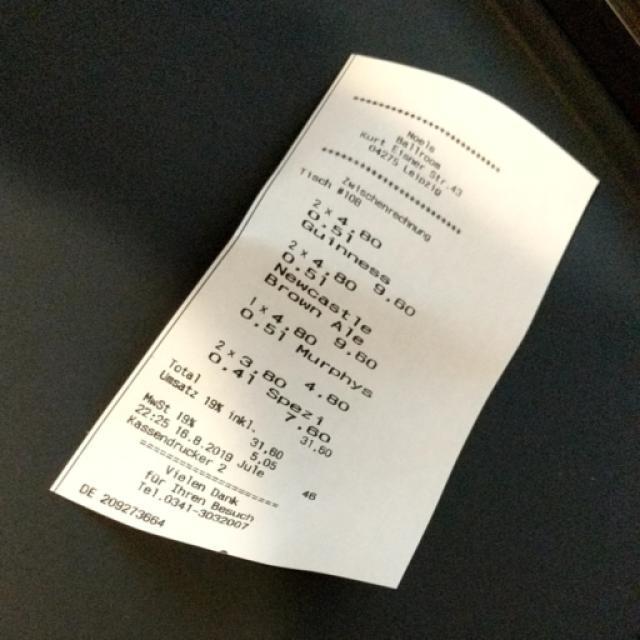 ********************************
Noels
Ballroom
Kurt Eisner Str. 43
04275 Leipzig
********************************
Zwischenrechnung
Tisch #108
2 x 4,80
0.5l Guinness 9.60
2 x 4,80
0.5l Newcastle
Brown Ale 9.60
1 x 4,80
0.5l Murphys 4.80
2 x 3,80
0.4l Spezi 7.60
Total 31,60
Umsatz 19% inkl. 31,60
MwSt 19% 5,05
22:25 16.8.2019 Jule
Kassendrucker 2 46
==========================
Vielen Dank
für Ihren Besuch
Tel.0341-3032007
DE 209273664